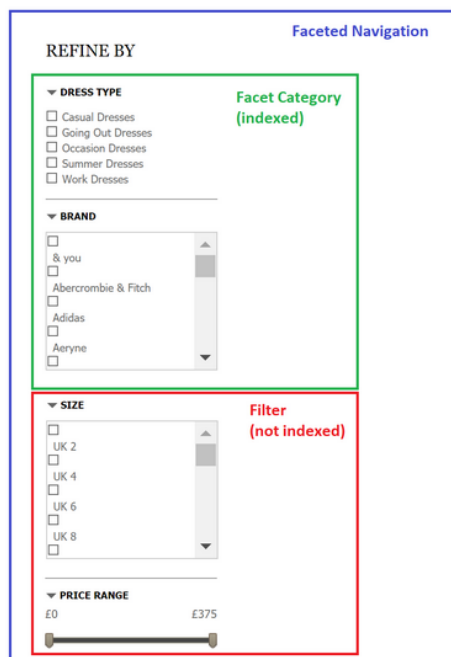 Faceted Navigation
REFINE BY
DRESS TYPE
Facet Category
(indexed)
Casual Dresses
Going Out Dresses
Occasion Dresses
Summer Dresses
Work Dresses
BRAND
& you
Abercrombie & Fitch
Adidas
Aeryne
SIZE
Filter
(not indexed)
UK 2
UK 4
UK 6
UK 8
PRICE RANGE
£0 £375